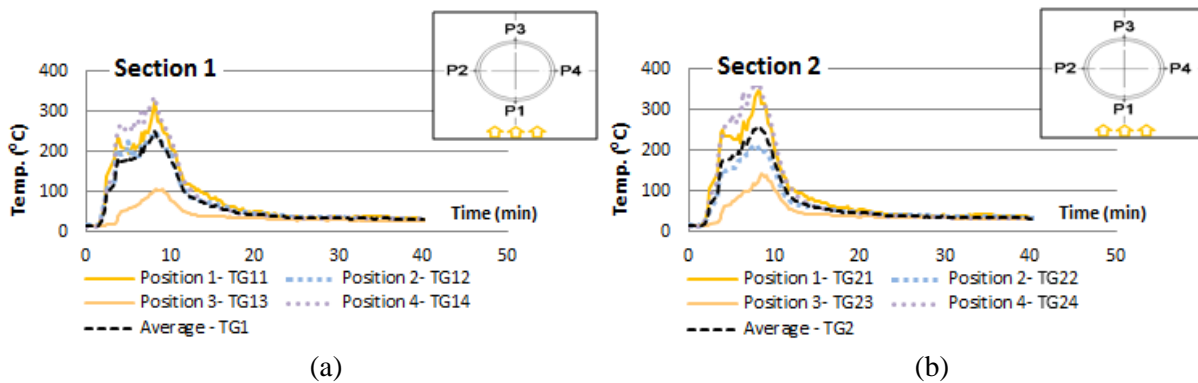 Section 1
Temp. (°C)
400
300
200
100
0
0 10 20 30 40 50
Time (min)
P3
P2 P4
P1
Position 1- TG11 Position 2- TG12
Position 3- TG13 Position 4- TG14
Average - TG1
(a)
Section 2
Temp. (°C)
400
300
200
100
0
0 10 20 30 40 50
Time (min)
P3
P2 P4
P1
Position 1- TG21 Position 2- TG22
Position 3- TG23 Position 4- TG24
Average - TG2
(b)